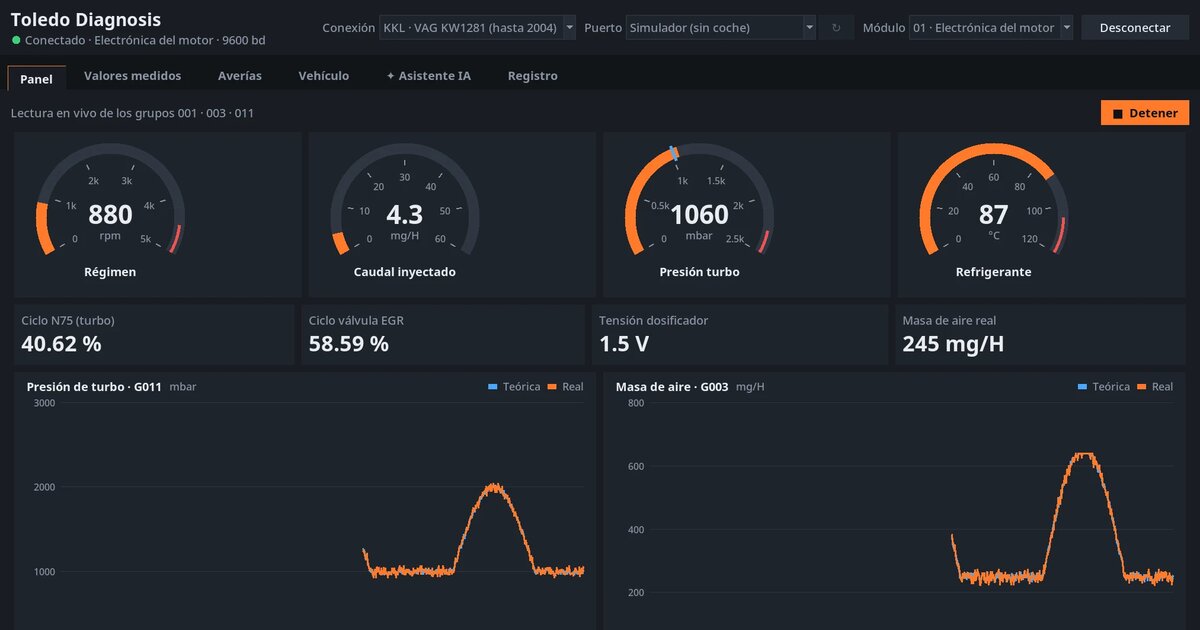 Toledo Diagnosis
Conectado · Electrónica del motor · 9600 bd
Conexión KKL · VAG KW1281 (hasta 2004) Puerto Simulador (sin coche) ↻ Módulo 01 · Electrónica del motor Desconectar
Panel Valores medidos Averías Vehículo ✦ Asistente IA Registro
Lectura en vivo de los grupos 001 · 003 · 011
Detener
0 1k 2k 3k 4k 5k
880
rpm
Régimen
0 10 20 30 40 50 60
4.3
mg/H
Caudal inyectado
0 0.5k 1k 1.5k 2k 2.5k
1060
mbar
Presión turbo
0 20 40 60 80 100 120
87
°C
Refrigerante
Ciclo N75 (turbo)
40.62 %
Ciclo válvula EGR
58.59 %
Tensión dosificador
1.5 V
Masa de aire real
245 mg/H
Presión de turbo · G011 mbar
Teórica Real
3000
2000
1000
Masa de aire · G003 mg/H
Teórica Real
800
600
400
200